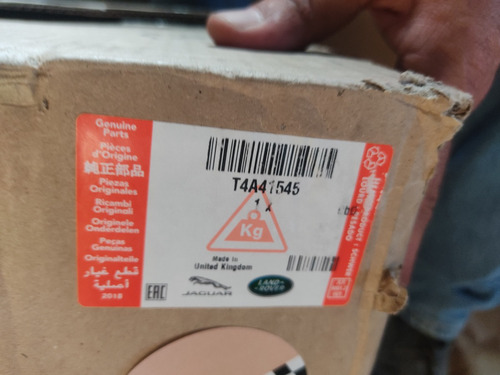 Genuine
Parts
Pièces
d'Origine
純正部品
Piezas
Originales
Ricambi
Originali
Originele
Onderdelen
Peças
Genuínas
Originalteile
قطع غيار
أصلية
2018
T4A41545
Kg
Made in
United Kingdom
EAC
JAGUAR
LAND
ROVER